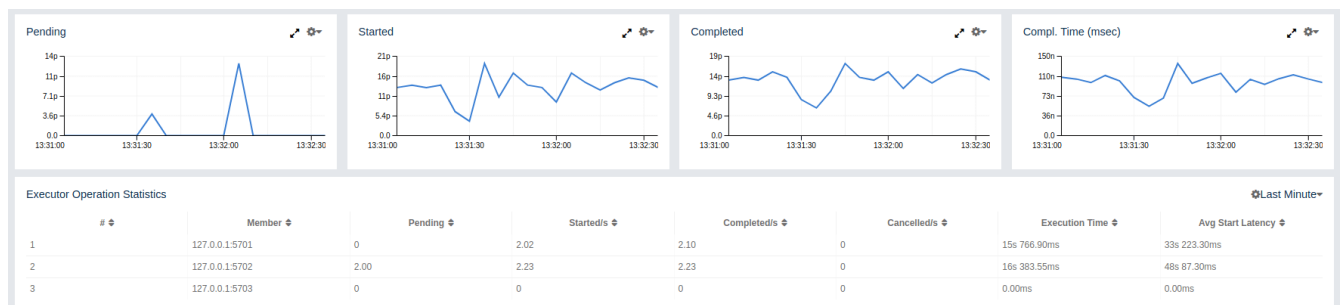 Pending
14p
11p
7.1p
3.6p
0.0
13:31:00 13:31:30 13:32:00 13:32:30
Started
21p
16p
11p
5.4p
0.0
13:31:00 13:31:30 13:32:00 13:32:30
Completed
19p
14p
9.3p
4.6p
0.0
13:31:00 13:31:30 13:32:00 13:32:30
Compl. Time (msec)
150n
110n
73n
36n
0.0
13:31:00 13:31:30 13:32:00 13:32:30
Executor Operation Statistics Last Minute
# Member Pending Started/s Completed/s Cancelled/s Execution Time Avg Start Latency
1 127.0.0.1:5701 0 2.02 2.10 0 15s 766.90ms 33s 223.30ms
2 127.0.0.1:5702 2.00 2.23 2.23 0 16s 383.55ms 48s 87.30ms
3 127.0.0.1:5703 0 0 0 0 0.00ms 0.00ms